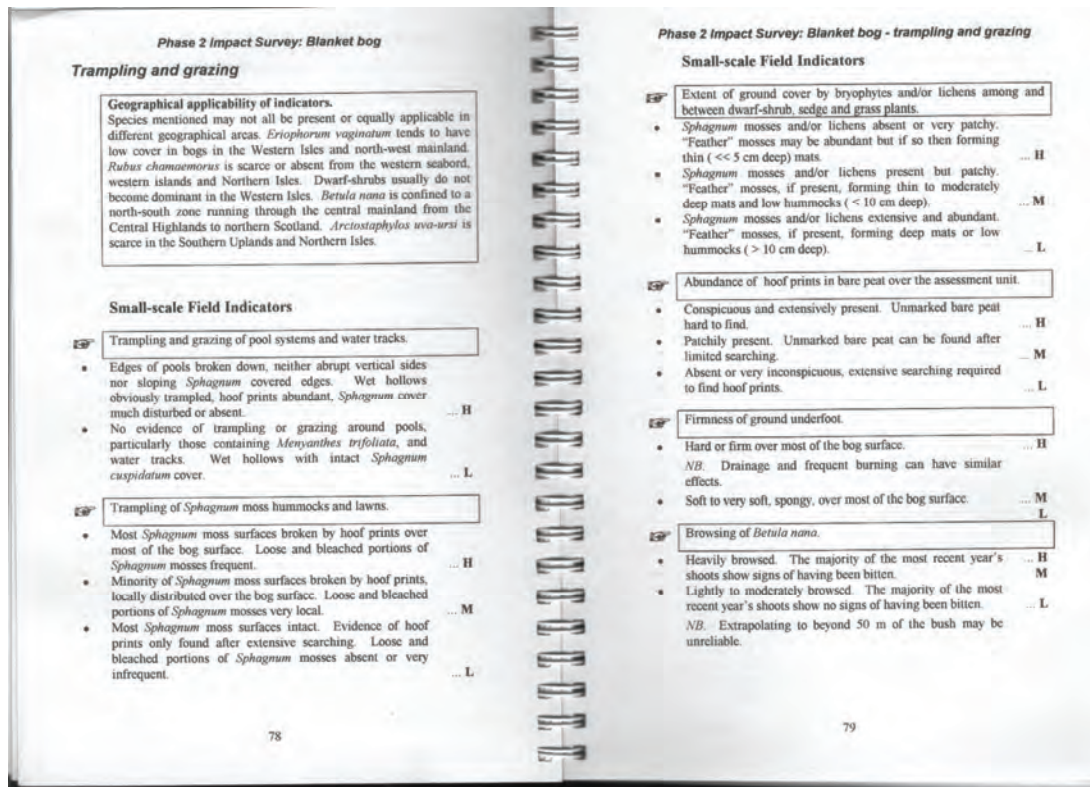 Phase 2 Impact Survey: Blanket bog
Trampling and grazing
Geographical applicability of indicators.
Species mentioned may not all be present or equally applicable in
different geographical areas. Eriophorum vaginatum tends to have
low cover in bogs in the Western Isles and north-west mainland.
Rubus chamaemorus is scarce or absent from the western seabord,
western islands and Northern Isles. Dwarf-shrubs usually do not
become dominant in the Western Isles. Betula nana is confined to a
north-south zone running through the central mainland from the
Central Highlands to northern Scotland. Arctostaphylos uva-ursi is
scarce in the Southern Uplands and Northern Isles.
Small-scale Field Indicators
☞ Trampling and grazing of pool systems and water tracks.
• Edges of pools broken down, neither abrupt vertical sides
nor sloping Sphagnum covered edges. Wet hollows
obviously trampled, hoof prints abundant, Sphagnum cover
much disturbed or absent. ... H
• No evidence of trampling or grazing around pools,
particularly those containing Menyanthes trifoliata, and
water tracks. Wet hollows with intact Sphagnum
cuspidatum cover. ... L
☞ Trampling of Sphagnum moss hummocks and lawns.
• Most Sphagnum moss surfaces broken by hoof prints over
most of the bog surface. Loose and bleached portions of
Sphagnum mosses frequent. ... H
• Minority of Sphagnum moss surfaces broken by hoof prints,
locally distributed over the bog surface. Loose and bleached
portions of Sphagnum mosses very local. ... M
• Most Sphagnum moss surfaces intact. Evidence of hoof
prints only found after extensive searching. Loose and
bleached portions of Sphagnum mosses absent or very
infrequent. ... L
78
Phase 2 Impact Survey: Blanket bog - trampling and grazing
Small-scale Field Indicators
☞ Extent of ground cover by bryophytes and/or lichens among and
between dwarf-shrub, sedge and grass plants.
• Sphagnum mosses and/or lichens absent or very patchy.
"Feather" mosses may be abundant but if so then forming
thin ( << 5 cm deep) mats. ... H
• Sphagnum mosses and/or lichens present but patchy.
"Feather" mosses, if present, forming thin to moderately
deep mats and low hummocks ( < 10 cm deep). ... M
• Sphagnum mosses and/or lichens extensive and abundant.
"Feather" mosses, if present, forming deep mats or low
hummocks ( > 10 cm deep). ... L
☞ Abundance of hoof prints in bare peat over the assessment unit.
• Conspicuous and extensively present. Unmarked bare peat
hard to find. ... H
• Patchily present. Unmarked bare peat can be found after
limited searching. ... M
• Absent or very inconspicuous, extensive searching required
to find hoof prints. ... L
☞ Firmness of ground underfoot.
• Hard or firm over most of the bog surface. ... H
NB. Drainage and frequent burning can have similar
effects.
• Soft to very soft, spongy, over most of the bog surface. ... M
L
☞ Browsing of Betula nana.
• Heavily browsed. The majority of the most recent year's ... H
shoots show signs of having been bitten. M
• Lightly to moderately browsed. The majority of the most
recent year's shoots show no signs of having been bitten. ... L
NB. Extrapolating to beyond 50 m of the bush may be
unreliable.
79